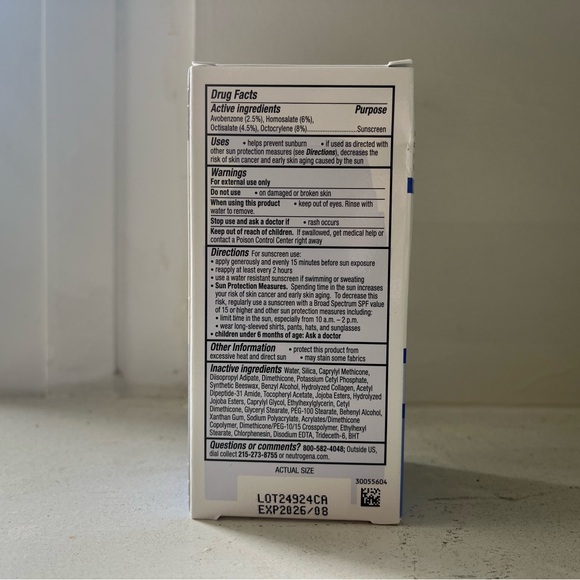 Drug Facts
Active ingredients Purpose
Avobenzone (2.5%), Homosalate (6%),
Octisalate (4.5%), Octocrylene (8%) Sunscreen
Uses • helps prevent sunburn • if used as directed with
other sun protection measures (see Directions), decreases the
risk of skin cancer and early skin aging caused by the sun
Warnings
For external use only
Do not use • on damaged or broken skin
When using this product • keep out of eyes. Rinse with
water to remove.
Stop use and ask a doctor if • rash occurs
Keep out of reach of children. If swallowed, get medical help or
contact a Poison Control Center right away
Directions For sunscreen use:
• apply generously and evenly 15 minutes before sun exposure
• reapply at least every 2 hours
• use a water resistant sunscreen if swimming or sweating
• Sun Protection Measures. Spending time in the sun increases
your risk of skin cancer and early skin aging. To decrease this
risk, regularly use a sunscreen with a Broad Spectrum SPF value
of 15 or higher and other sun protection measures including:
• limit time in the sun, especially from 10 a.m. – 2 p.m.
• wear long-sleeved shirts, pants, hats, and sunglasses
• children under 6 months of age: Ask a doctor
Other information • protect this product from
excessive heat and direct sun • may stain some fabrics
Inactive ingredients Water, Silica, Caprylyl Methicone,
Diisopropyl Adipate, Dimethicone, Potassium Cetyl Phosphate,
Synthetic Beeswax, Benzyl Alcohol, Hydrolyzed Collagen, Acetyl
Dipeptide-31 Amide, Tocopheryl Acetate, Jojoba Esters, Hydrolyzed
Jojoba Esters, Caprylyl Glycol, Ethylhexylglycerin, Cetyl
Dimethicone, Glyceryl Stearate, PEG-100 Stearate, Behenyl Alcohol,
Xanthan Gum, Sodium Polyacrylate, Acrylates/Dimethicone
Copolymer, Dimethicone/PEG-10/15 Crosspolymer, Ethylhexyl
Stearate, Chlorphenesin, Disodium EDTA, Trideceth-6, BHT
Questions or comments? 800-582-4048; Outside US,
dial collect 215-273-8755 or neutrogena.com.
ACTUAL SIZE
30055604
LOT24924CA
EXP2026/08